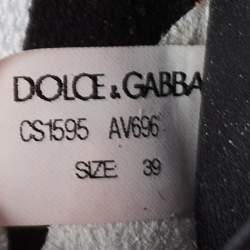 DOLCE & GABBA
CS1595 AV696
SIZE: 39